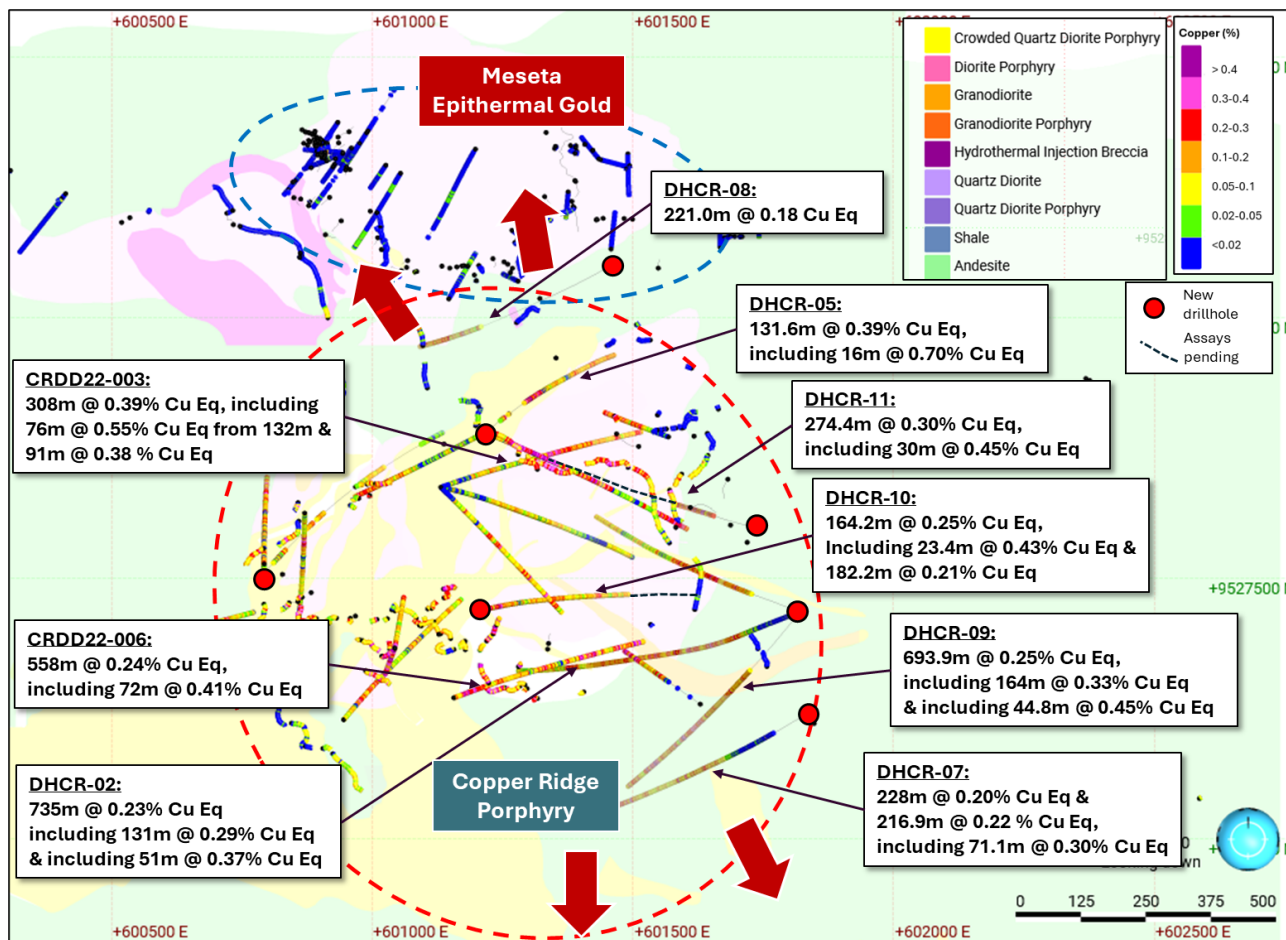 +600500 E
+601000 E
+601500 E
Meseta
Epithermal Gold
Crowded Quartz Diorite Porphyry
Diorite Porphyry
Granodiorite
Granodiorite Porphyry
Hydrothermal Injection Breccia
Quartz Diorite
Quartz Diorite Porphyry
Shale
Andesite
Copper (%)
> 0.4
0.3-0.4
0.2-0.3
0.1-0.2
0.05-0.1
0.02-0.05
<0.02
New
drillhole
Assays
pending
DHCR-08:
221.0m @ 0.18 Cu Eq
DHCR-05:
131.6m @ 0.39% Cu Eq,
including 16m @ 0.70% Cu Eq
CRDD22-003:
308m @ 0.39% Cu Eq, including
76m @ 0.55% Cu Eq from 132m &
91m @ 0.38 % Cu Eq
DHCR-11:
274.4m @ 0.30% Cu Eq,
including 30m @ 0.45% Cu Eq
DHCR-10:
164.2m @ 0.25% Cu Eq,
Including 23.4m @ 0.43% Cu Eq &
182.2m @ 0.21% Cu Eq
+9527500
CRDD22-006:
558m @ 0.24% Cu Eq,
including 72m @ 0.41% Cu Eq
DHCR-09:
693.9m @ 0.25% Cu Eq,
including 164m @ 0.33% Cu Eq
& including 44.8m @ 0.45% Cu Eq
DHCR-02:
735m @ 0.23% Cu Eq
including 131m @ 0.29% Cu Eq
& including 51m @ 0.37% Cu Eq
Copper Ridge
Porphyry
DHCR-07:
228m @ 0.20% Cu Eq &
216.9m @ 0.22 % Cu Eq,
including 71.1m @ 0.30% Cu Eq
0 125 250 375 500
+600500 E
+601000 E
+601500 E
+602000 E
+602500 E